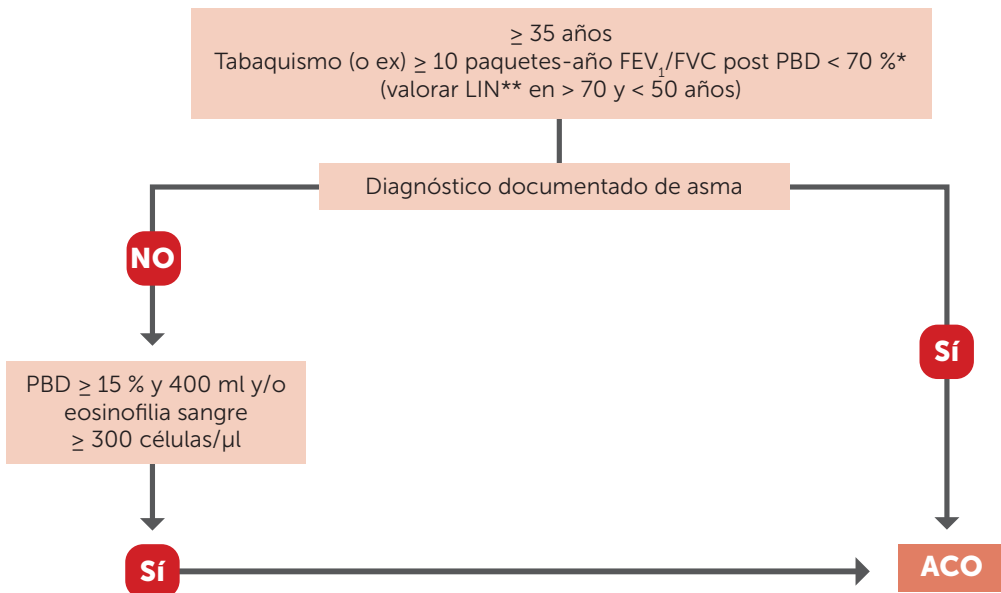 ≥ 35 años
Tabaquismo (o ex) ≥ 10 paquetes-año FEV₁/FVC post PBD < 70 %*
(valorar LIN** en > 70 y < 50 años)
Diagnóstico documentado de asma
NO
Sí
PBD ≥ 15 % y 400 ml y/o
eosinofilia sangre
≥ 300 células/µl
Sí
ACO